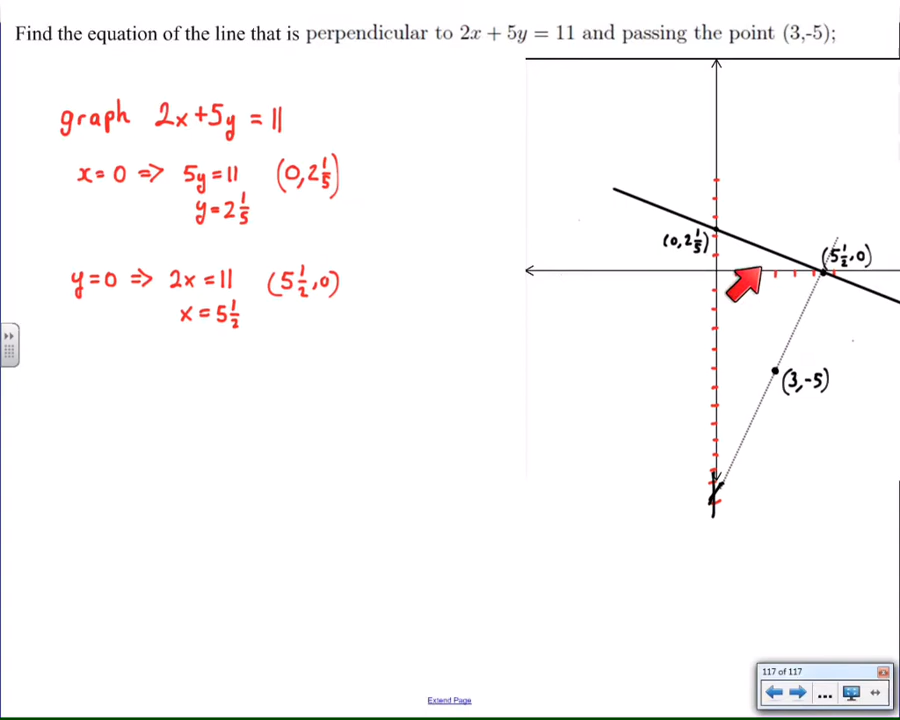 Find the equation of the line that is perpendicular to 2x + 5y = 11 and passing the point (3,-5);
graph 2x+5y = 11
x=0 => 5y=11 (0,2 1/5)
y=2 1/5
y=0 => 2x=11 (5 1/2,0)
x=5 1/2
(0,2 1/5)
(5 1/2,0)
(3,-5)
117 of 117
Extend Page